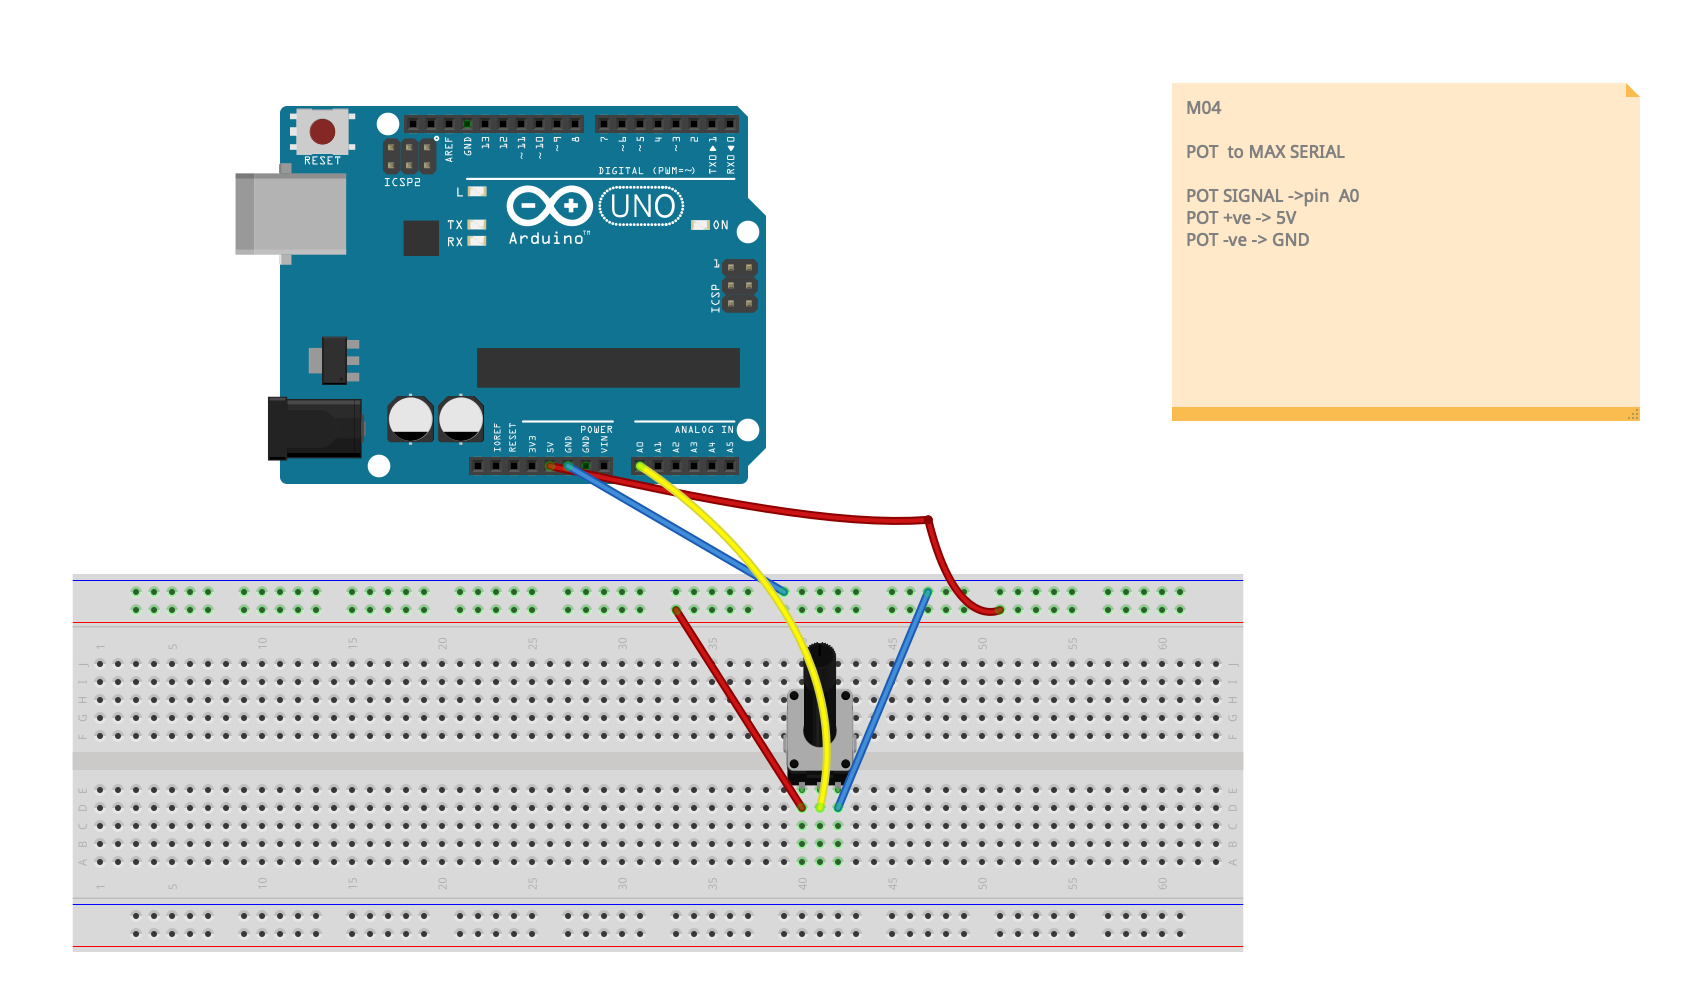 M04
POT to MAX SERIAL
POT SIGNAL ->pin A0
POT +ve -> 5V
POT -ve -> GND
RESET
ICSP2
AREF
GND
13
12
~11
~10
~9
8
7
~6
~5
4
~3
2
TX0▶1
RX0◀0
DIGITAL (PWM=~)
L
TX
RX
Arduino™
UNO
ON
1
ICSP
POWER
ANALOG IN
IOREF
RESET
3V3
5V
GND
GND
VIN
A0
A1
A2
A3
A4
A5
1 5 10 15 20 25 30 35 45 50 55 60
J J
I I
H H
G G
F F
E E
D D
C C
B B
A A
1 5 10 15 20 25 30 35 40 45 50 55 60